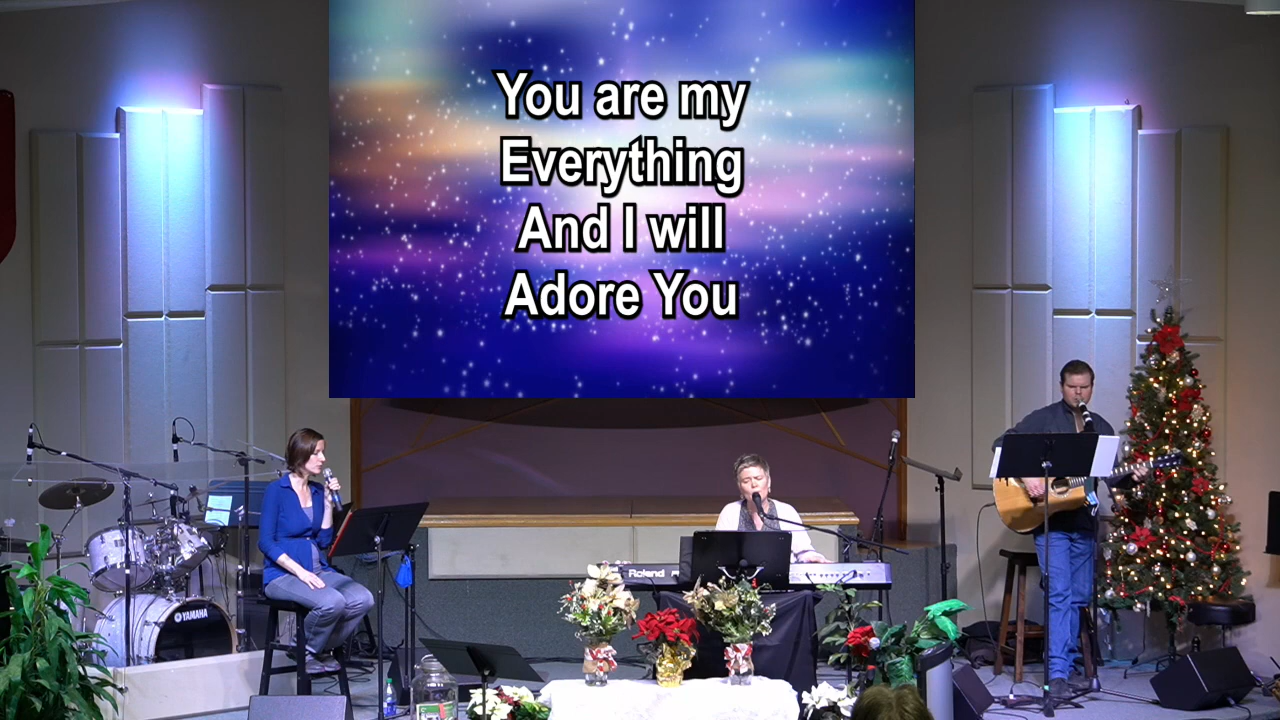 You are my
Everything
And I will
Adore You
Roland
YAMAHA